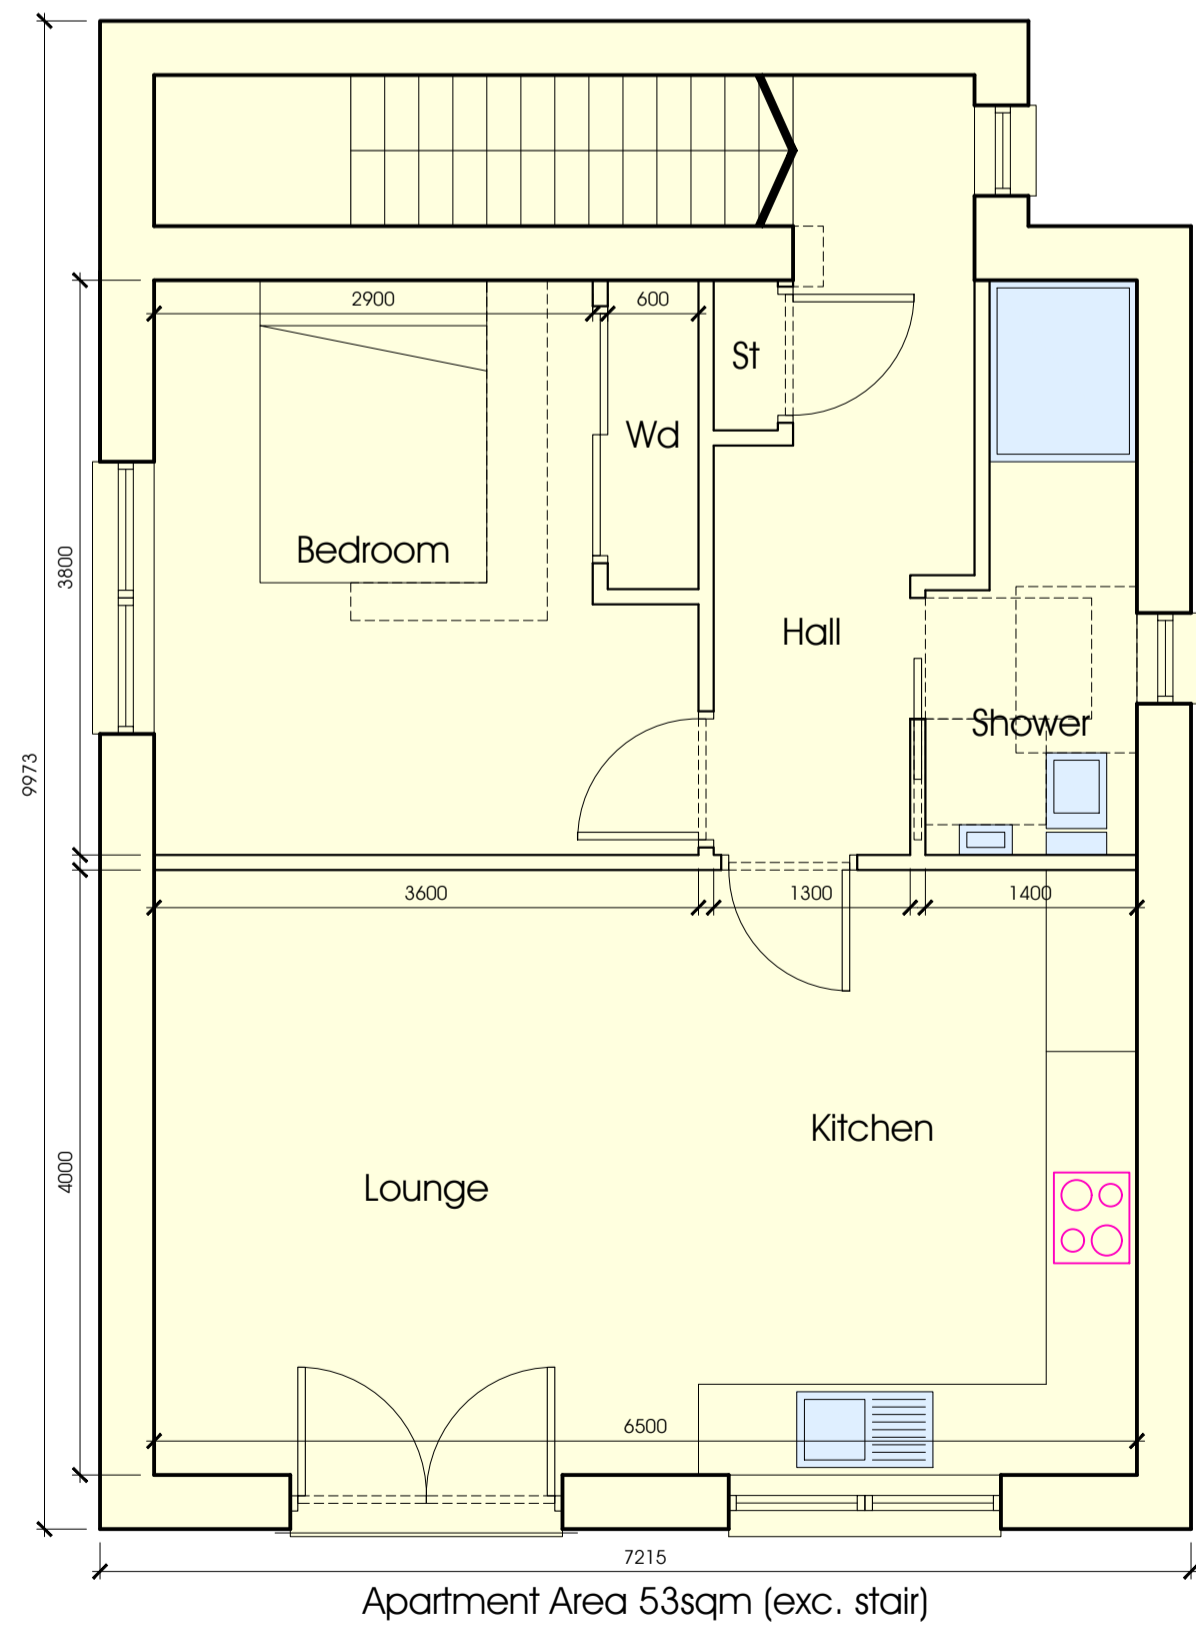 2900
600
St
Wd
Bedroom
3800
Hall
Shower
9973
3600
1300
1400
Kitchen
4000
Lounge
6500
7215
Apartment Area 53sqm (exc. stair)